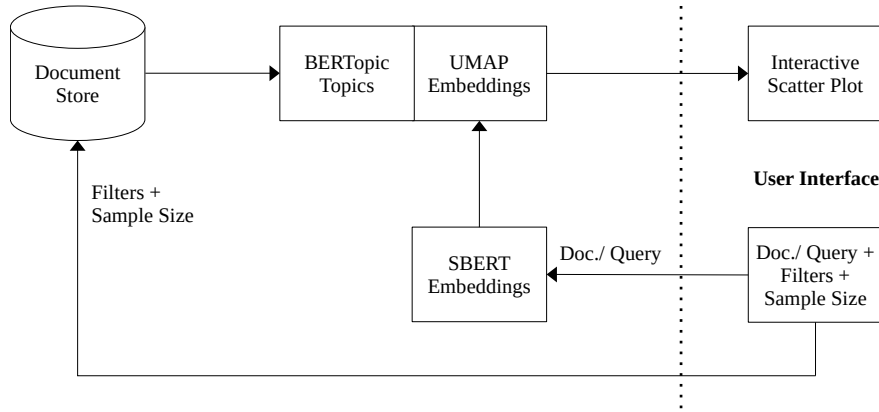 Document
Store
BERTopic
Topics
UMAP
Embeddings
Interactive
Scatter Plot
Filters +
Sample Size
User Interface
SBERT
Embeddings
Doc./ Query
Doc./ Query +
Filters +
Sample Size